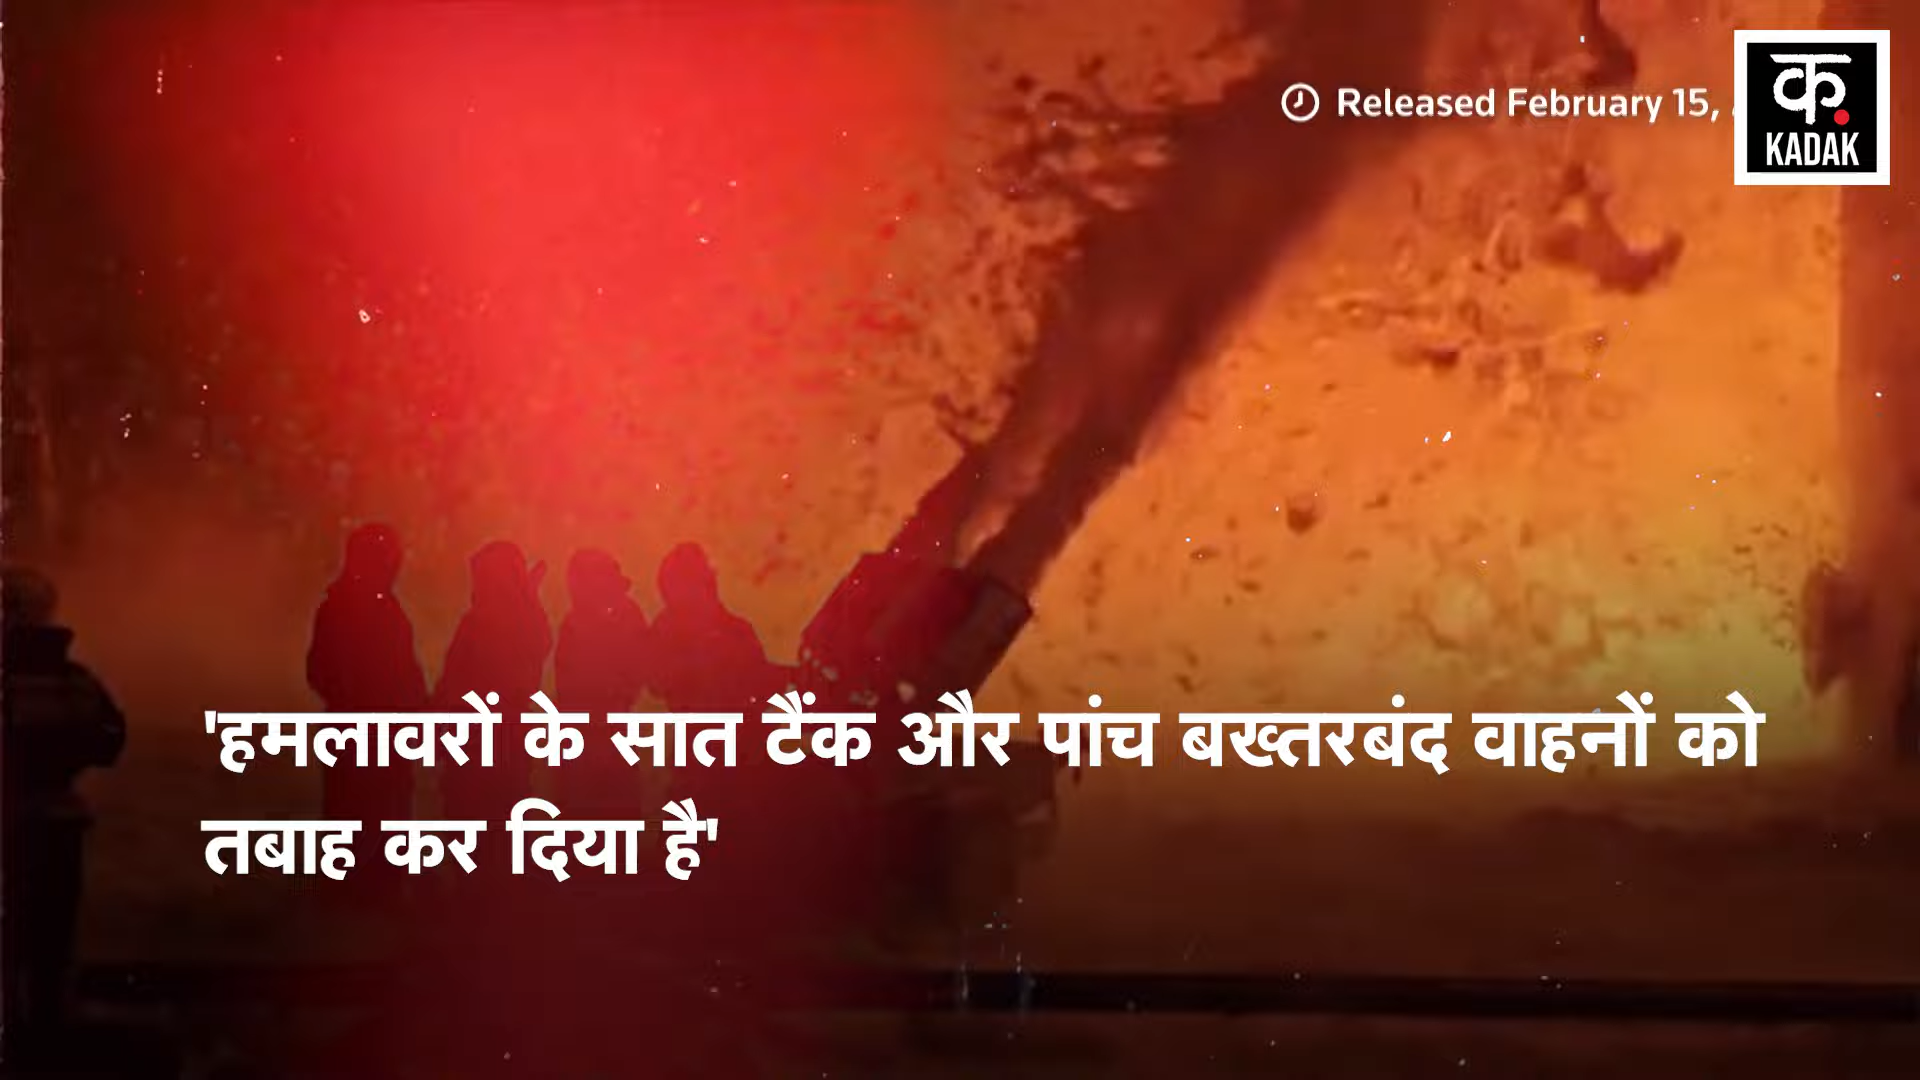 Released February 15,
क
KADAK
'हमलावरों के सात टैंक और पांच बख्तरबंद वाहनों को
तबाह कर दिया है'